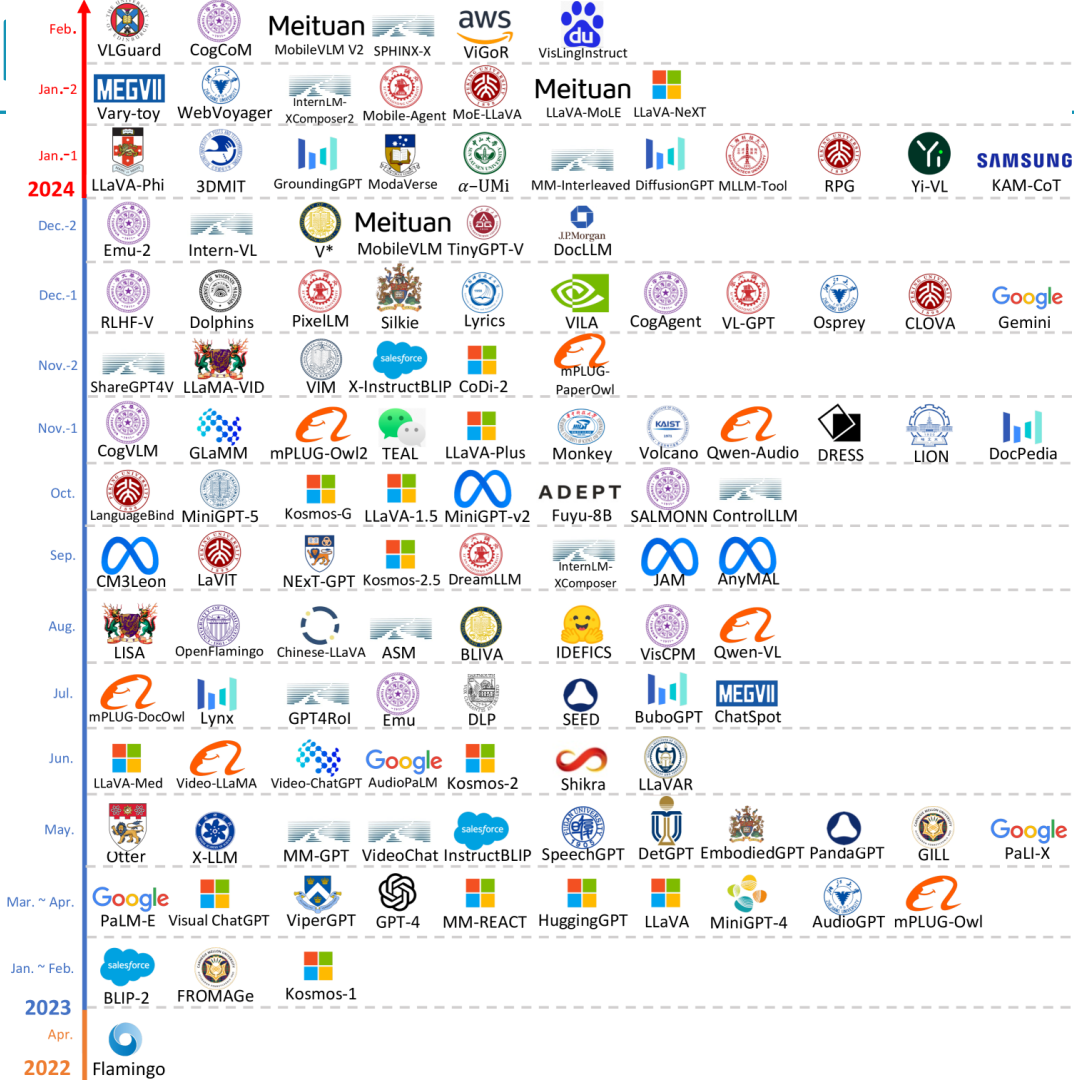 Feb.
Meituan
aws
du
VLGuard CogCoM MobileVLM V2 SPHINX-X ViGoR VisLingInstruct
Jan.-2
MEGVII
Meituan
Vary-toy WebVoyager InternLM-XComposer2 Mobile-Agent MoE-LLaVA LLaVA-MoLE LLaVA-NeXT
Jan.-1
Yi
SAMSUNG
LLaVA-Phi 3DMIT GroundingGPT ModaVerse α-UMi MM-Interleaved DiffusionGPT MLLM-Tool RPG Yi-VL KAM-CoT
2024
Dec.-2
Meituan
J.P.Morgan
Emu-2 Intern-VL V* MobileVLM TinyGPT-V DocLLM
Dec.-1
Google
RLHF-V Dolphins PixelLM Silkie Lyrics VILA CogAgent VL-GPT Osprey CLOVA Gemini
Nov.-2
salesforce
ShareGPT4V LLaMA-VID VIM X-InstructBLIP CoDi-2 mPLUG-PaperOwl
Nov.-1
KAIST
CogVLM GLaMM mPLUG-Owl2 TEAL LLaVA-Plus Monkey Volcano Qwen-Audio DRESS LION DocPedia
Oct.
ADEPT
LanguageBind MiniGPT-5 Kosmos-G LLaVA-1.5 MiniGPT-v2 Fuyu-8B SALMONN ControlLLM
Sep.
CM3Leon LaVIT NExT-GPT Kosmos-2.5 DreamLLM InternLM-XComposer JAM AnyMAL
Aug.
LISA OpenFlamingo Chinese-LLaVA ASM BLIVA IDEFICS VisCPM Qwen-VL
Jul.
MEGVII
mPLUG-DocOwl Lynx GPT4RoI Emu DLP SEED BuboGPT ChatSpot
Jun.
Google
LLaVA-Med Video-LLaMA Video-ChatGPT AudioPaLM Kosmos-2 Shikra LLaVAR
May.
salesforce
Google
Otter X-LLM MM-GPT VideoChat InstructBLIP SpeechGPT DetGPT EmbodiedGPT PandaGPT GILL PaLI-X
Mar. ~ Apr.
Google
PaLM-E Visual ChatGPT ViperGPT GPT-4 MM-REACT HuggingGPT LLaVA MiniGPT-4 AudioGPT mPLUG-Owl
Jan. ~ Feb.
salesforce
BLIP-2 FROMAGe Kosmos-1
2023
Apr.
2022 Flamingo